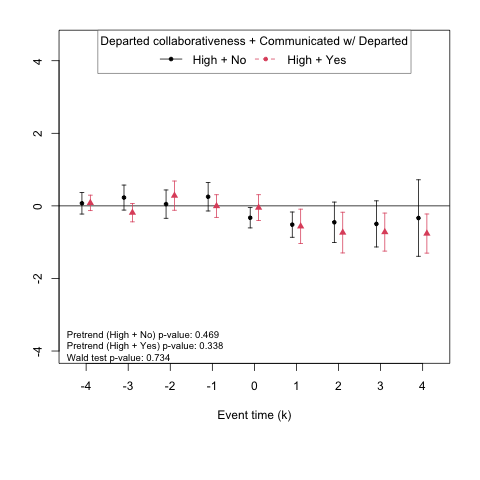 Departed collaborativeness + Communicated w/ Departed
High + No High + Yes
4
2
0
-2
-4
Pretrend (High + No) p-value: 0.469
Pretrend (High + Yes) p-value: 0.338
Wald test p-value: 0.734
-4 -3 -2 -1 0 1 2 3 4
Event time (k)